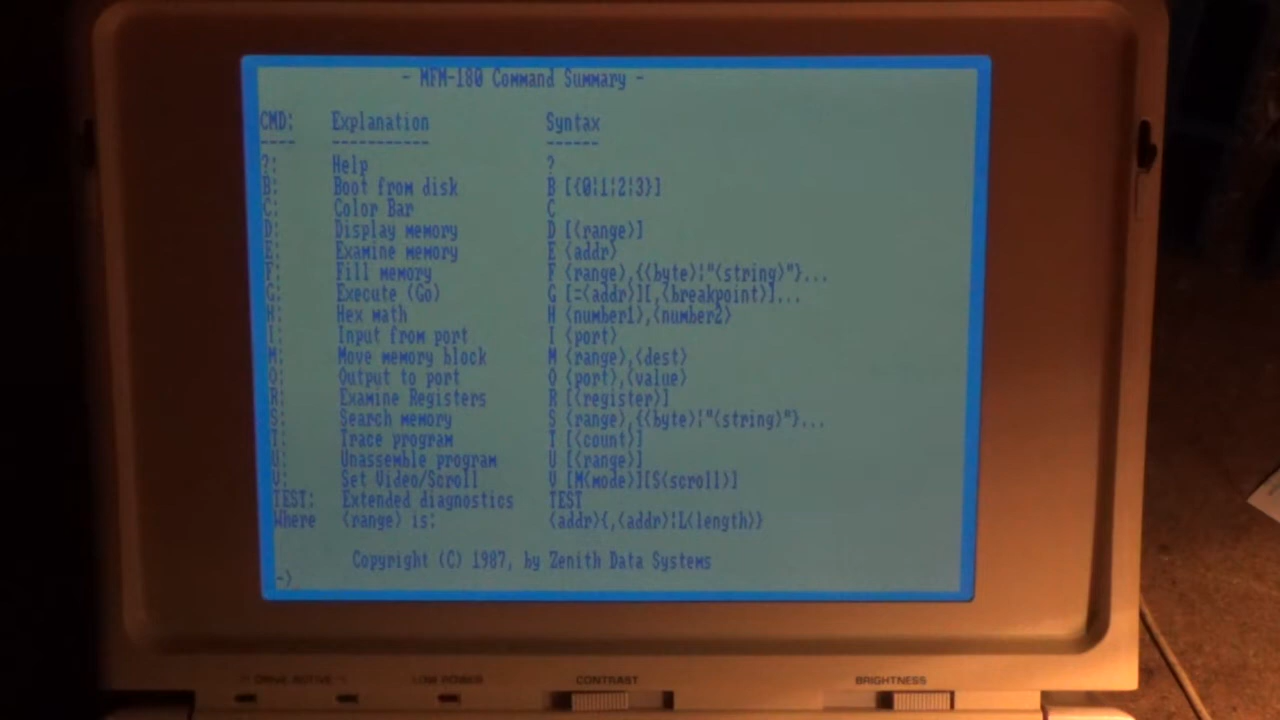 - MFM-180 Command Summary -
CMD: Explanation Syntax
---- ----------- ------
?: Help ?
B: Boot from disk B [{0|1|2|3}]
C: Color Bar C
D: Display memory D [<range>]
E: Examine memory E <addr>
F: Fill memory F <range>,{<byte>|"<string>"}...
G: Execute (Go) G [=<addr>][,<breakpoint>]...
H: Hex math H <number1>,<number2>
I: Input from port I <port>
M: Move memory block M <range>,<dest>
O: Output to port O <port>,<value>
R: Examine Registers R [<register>]
S: Search memory S <range>,{<byte>|"<string>"}...
T: Trace program T [<count>]
U: Unassemble program U [<range>]
V: Set Video/Scroll V [M<mode>][S<scroll>]
TEST: Extended diagnostics TEST
Where <range> is: <addr>{,<addr>|L<length>}
Copyright (C) 1987, by Zenith Data Systems
->
DRIVE ACTIVE LOW POWER CONTRAST BRIGHTNESS